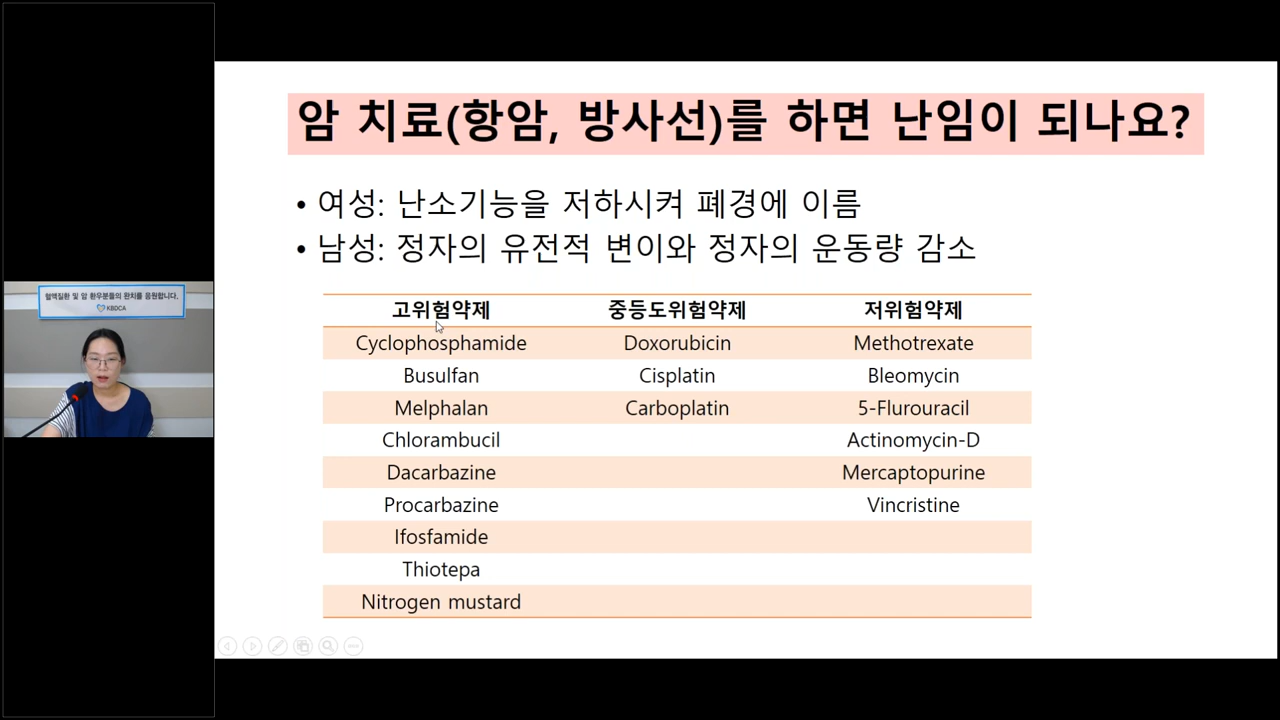 암 치료(항암, 방사선)를 하면 난임이 되나요?
• 여성: 난소기능을 저하시켜 폐경에 이름
• 남성: 정자의 유전적 변이와 정자의 운동량 감소
고위험약제 중등도위험약제 저위험약제
Cyclophosphamide Doxorubicin Methotrexate
Busulfan Cisplatin Bleomycin
Melphalan Carboplatin 5-Flurouracil
Chlorambucil Actinomycin-D
Dacarbazine Mercaptopurine
Procarbazine Vincristine
Ifosfamide
Thiotepa
Nitrogen mustard
혈액질환 및 암 환우분들의 완치를 응원합니다.
KBDCA